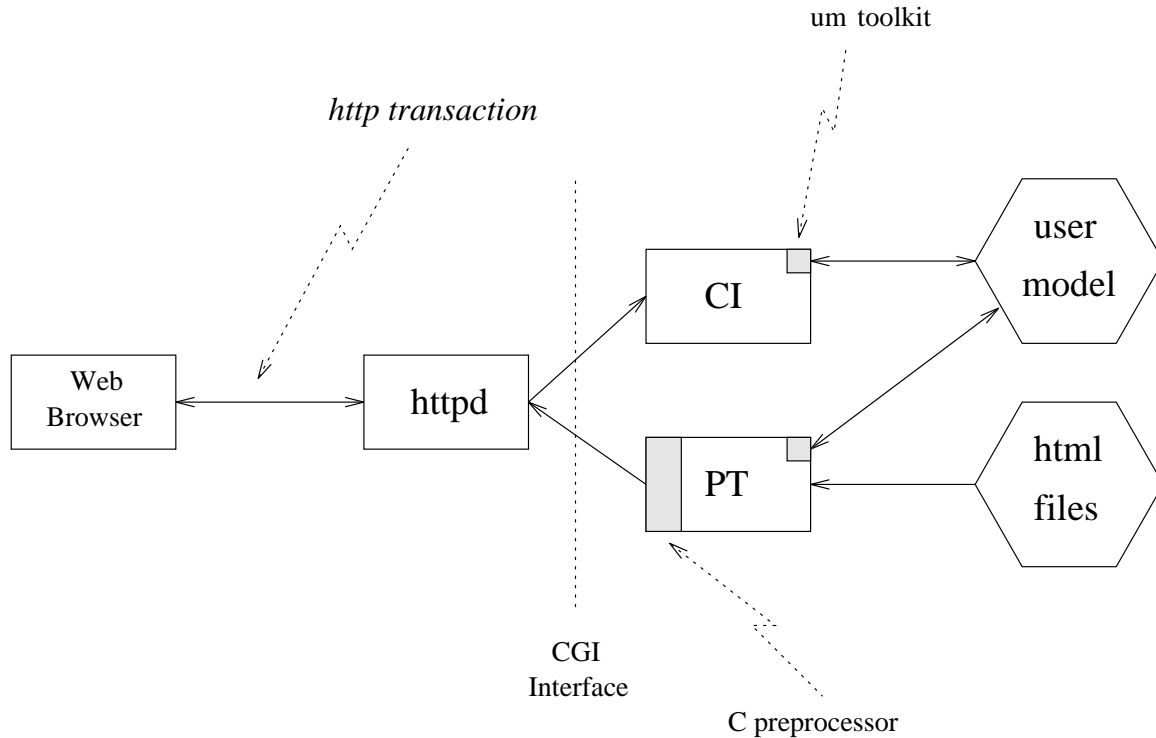 um toolkit
http transaction
user
model
CI
Web
Browser
httpd
PT
html
files
CGI
Interface
C preprocessor